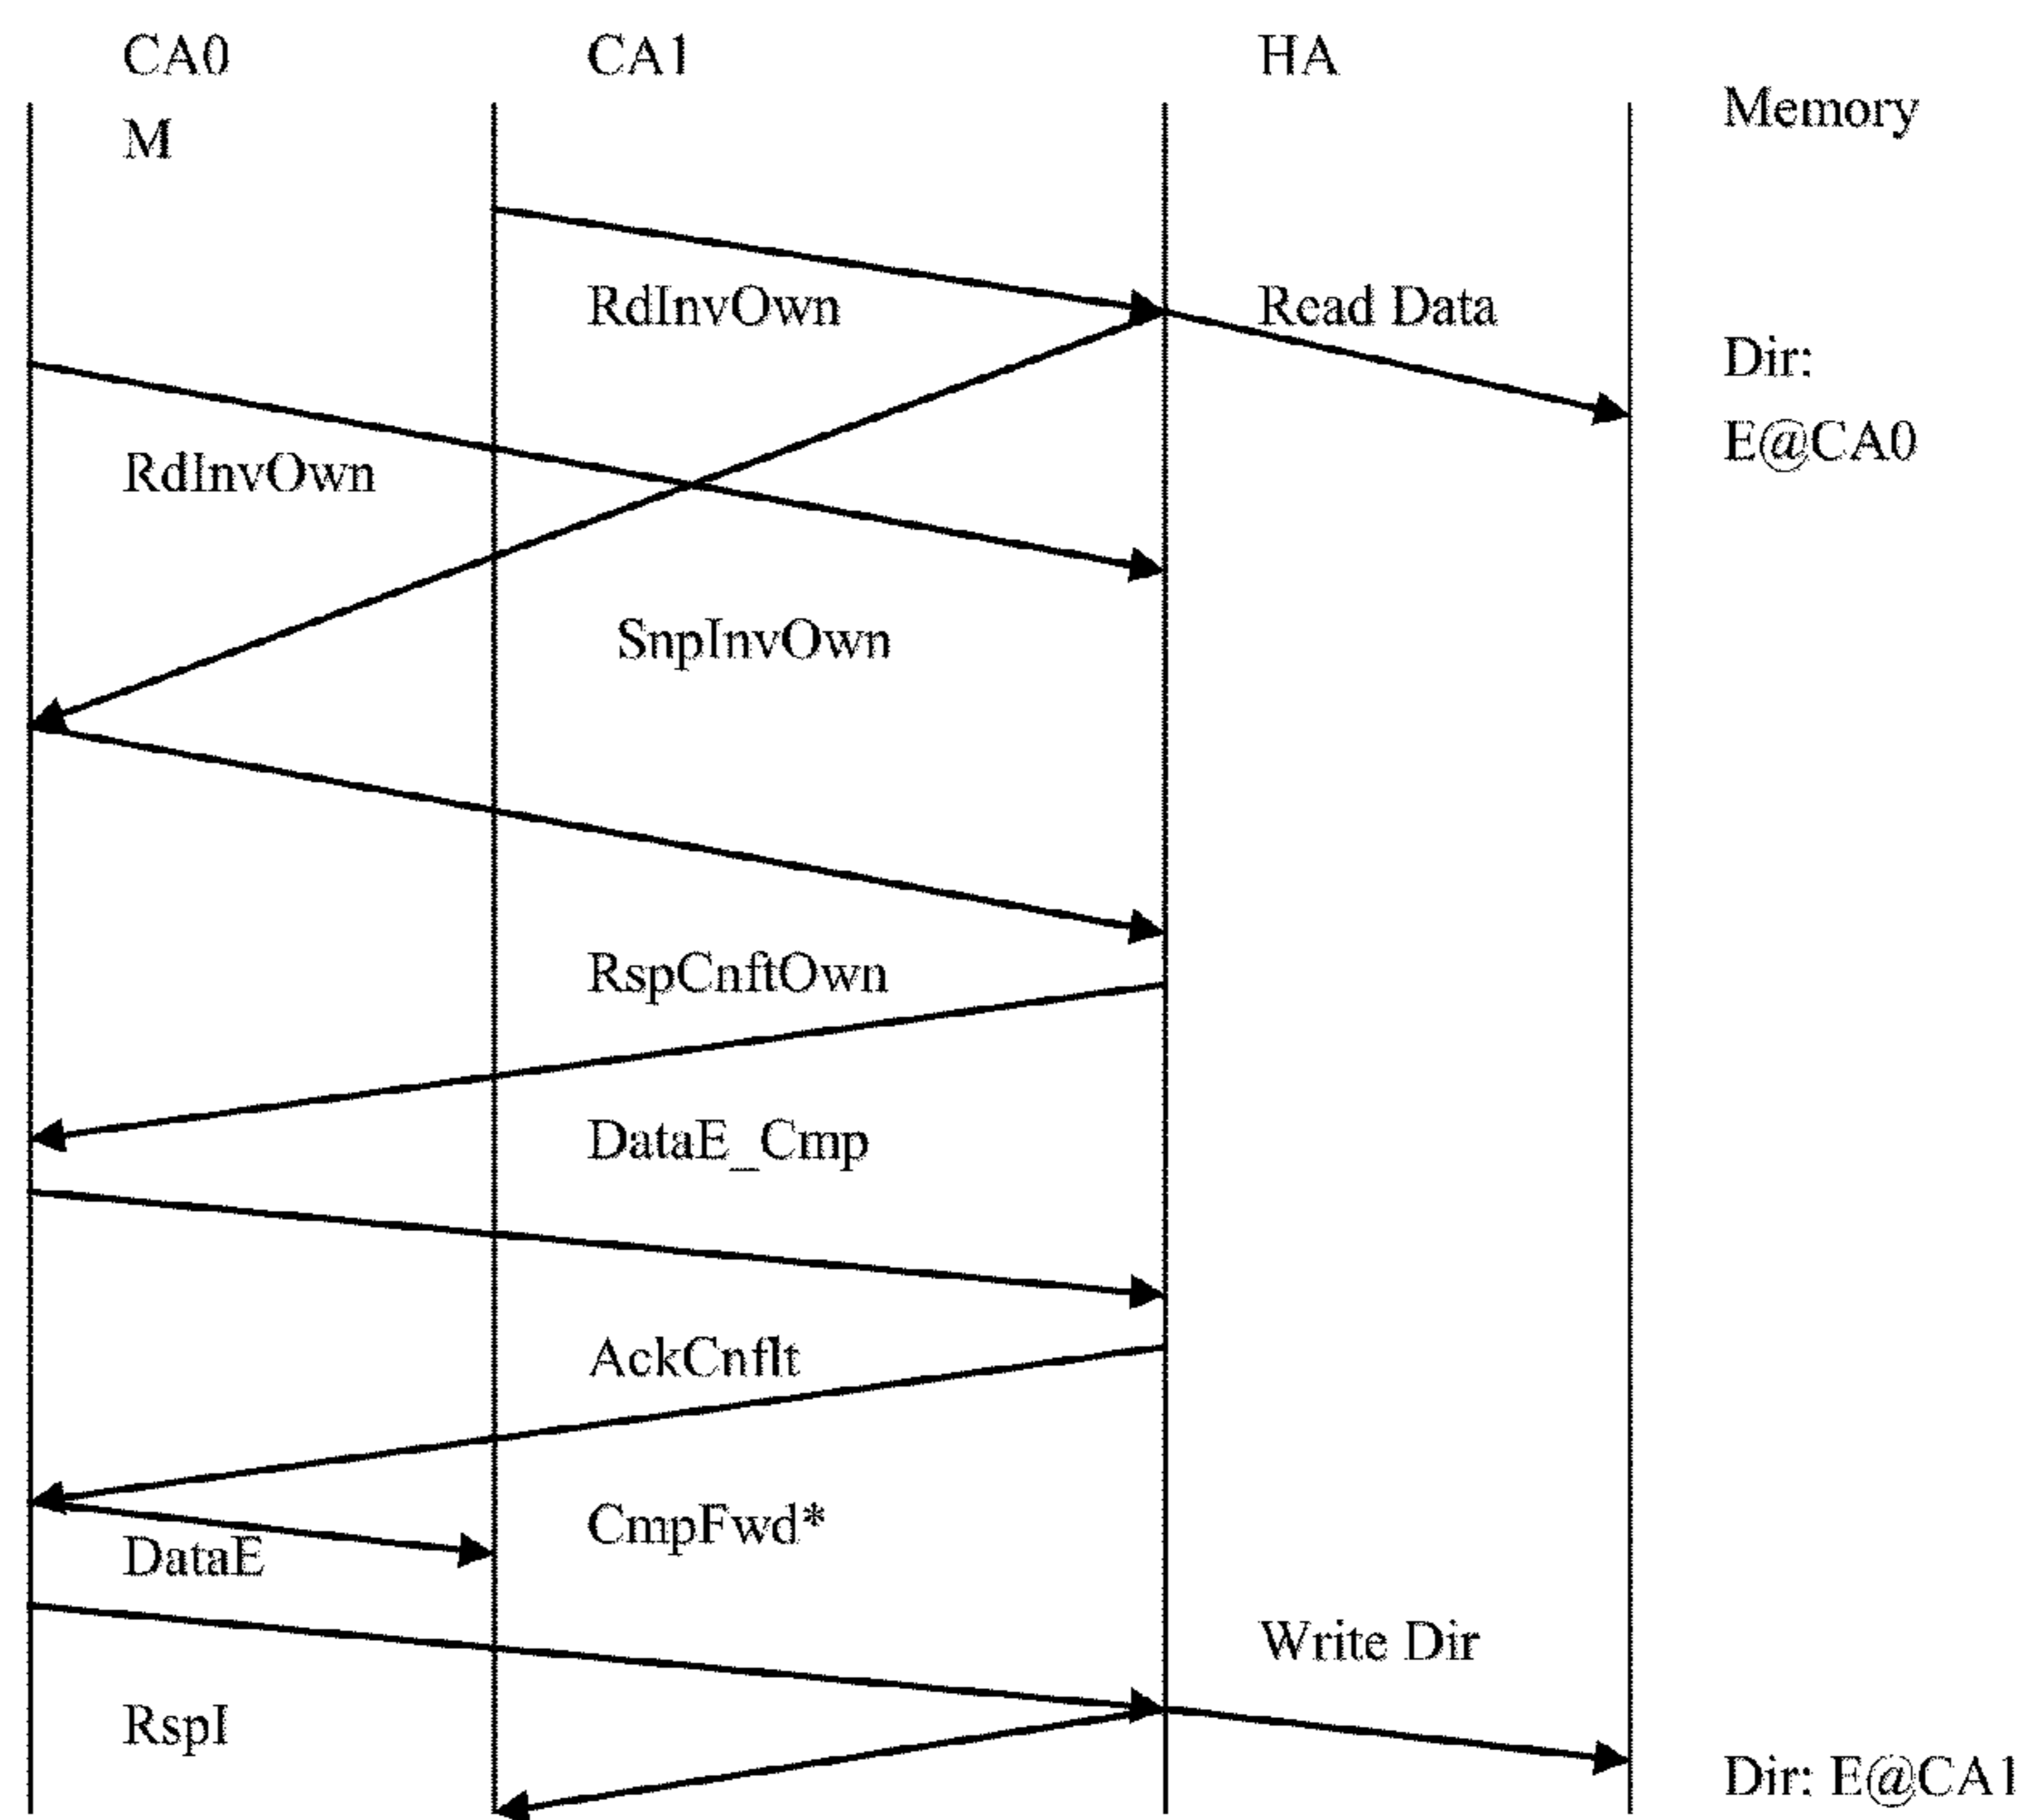 CA0
CA1
HA
M
Memory
RdInvOwn
Read Data
Dir:
E@CA0
RdInvOwn
SnpInvOwn
RspCnftOwn
DataE_Cmp
AckCnflt
CmpFwd*
DataE
Write Dir
RspI
Dir: E@CA1